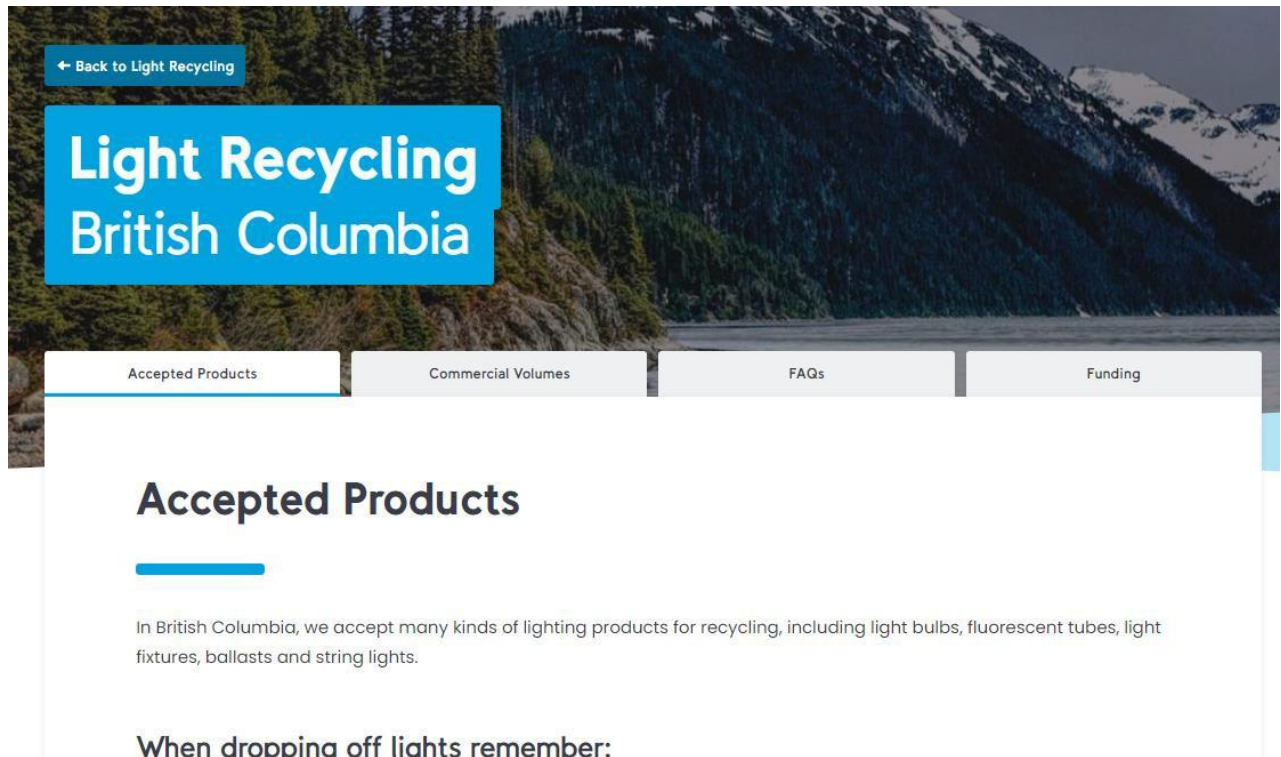 ← Back to Light Recycling
Light Recycling
British Columbia
Accepted Products
Commercial Volumes
FAQs
Funding
Accepted Products
In British Columbia, we accept many kinds of lighting products for recycling, including light bulbs, fluorescent tubes, light
fixtures, ballasts and string lights.
When dropping off lights remember: